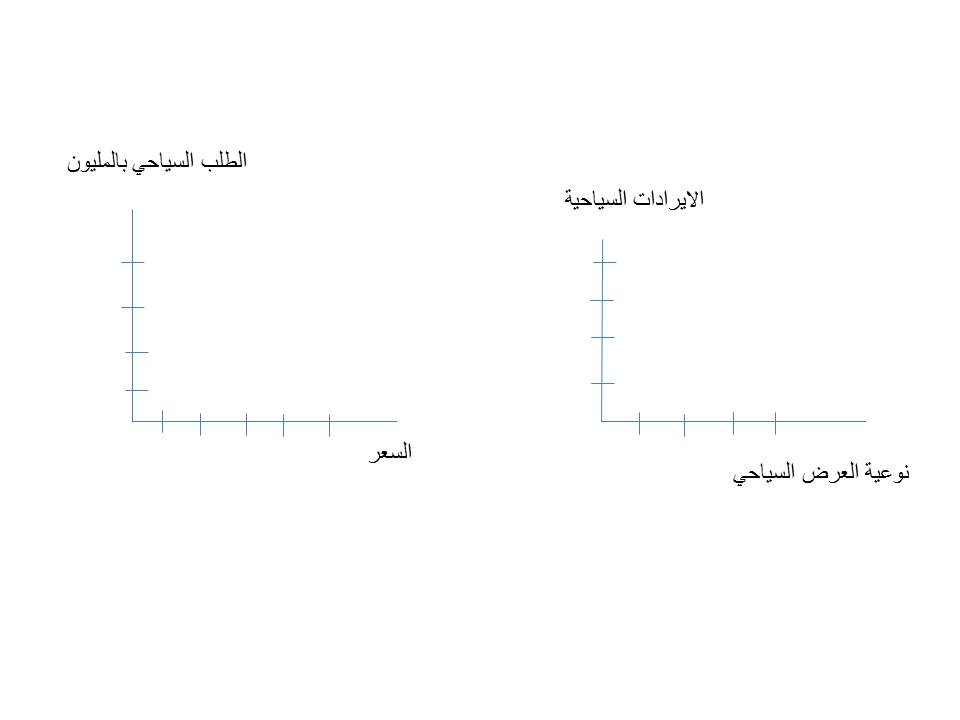 الطلب السياحي بالمليون
الايرادات السياحية
السعر
نوعية العرض السياحي